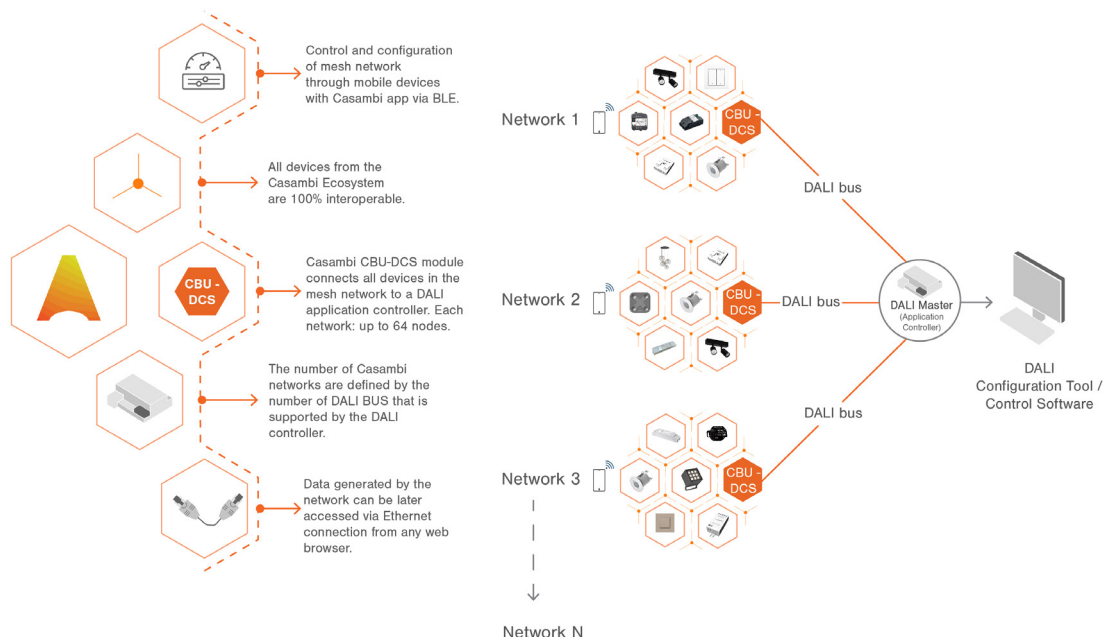 Control and configuration
of mesh network
through mobile devices
with Casambi app via BLE.
All devices from the
Casambi Ecosystem
are 100% interoperable.
CBU -
DCS
Casambi CBU-DCS module
connects all devices in the
mesh network to a DALI
application controller. Each
network: up to 64 nodes.
The number of Casambi
networks are defined by the
number of DALI BUS that is
supported by the DALI
controller.
Data generated by the
network can be later
accessed via Ethernet
connection from any web
browser.
Network 1
CBU -
DCS
DALI bus
Network 2
CBU -
DCS
DALI bus
DALI Master
(Application
Controller)
DALI
Configuration Tool /
Control Software
DALI bus
Network 3
CBU -
DCS
Network N